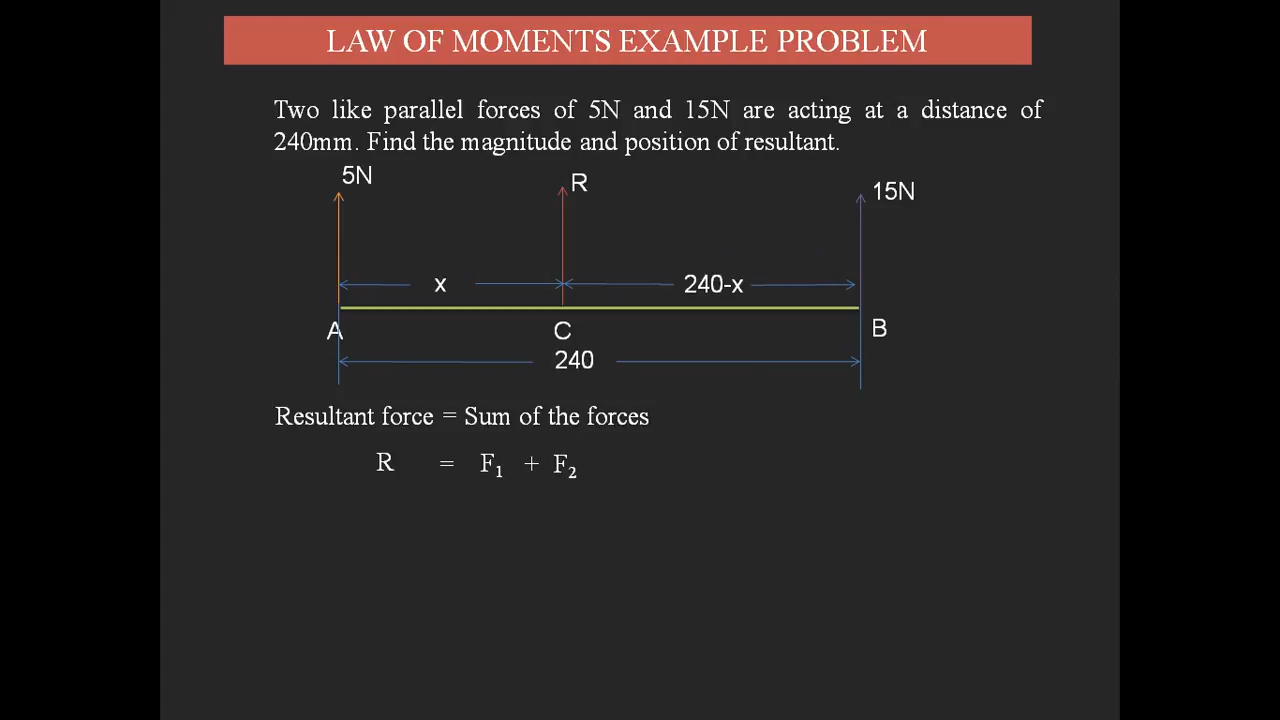 LAW OF MOMENTS EXAMPLE PROBLEM
Two like parallel forces of 5N and 15N are acting at a distance of
240mm. Find the magnitude and position of resultant.
5N
R
15N
x
240-x
A
C
B
240
Resultant force = Sum of the forces
R = F₁ + F₂